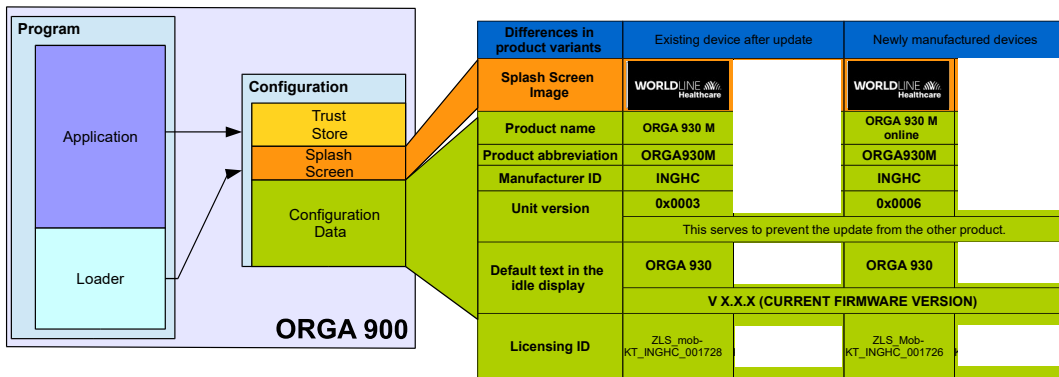 Program
Application
Loader
Configuration
Trust
Store
Splash
Screen
Configuration
Data
ORGA 900
Differences in
product variants
Existing device after update
Newly manufactured devices
Splash Screen
Image
WORLDLINE
Healthcare
WORLDLINE
Healthcare
Product name
ORGA 930 M
ORGA 930 M
online
Product abbreviation
ORGA930M
ORGA930M
Manufacturer ID
INGHC
INGHC
Unit version
0x0003
0x0006
This serves to prevent the update from the other product.
Default text in the
idle display
ORGA 930
ORGA 930
V X.X.X (CURRENT FIRMWARE VERSION)
Licensing ID
ZLS_mob-
KT_INGHC_001728
ZLS_Mob-
KT_INGHC_001726